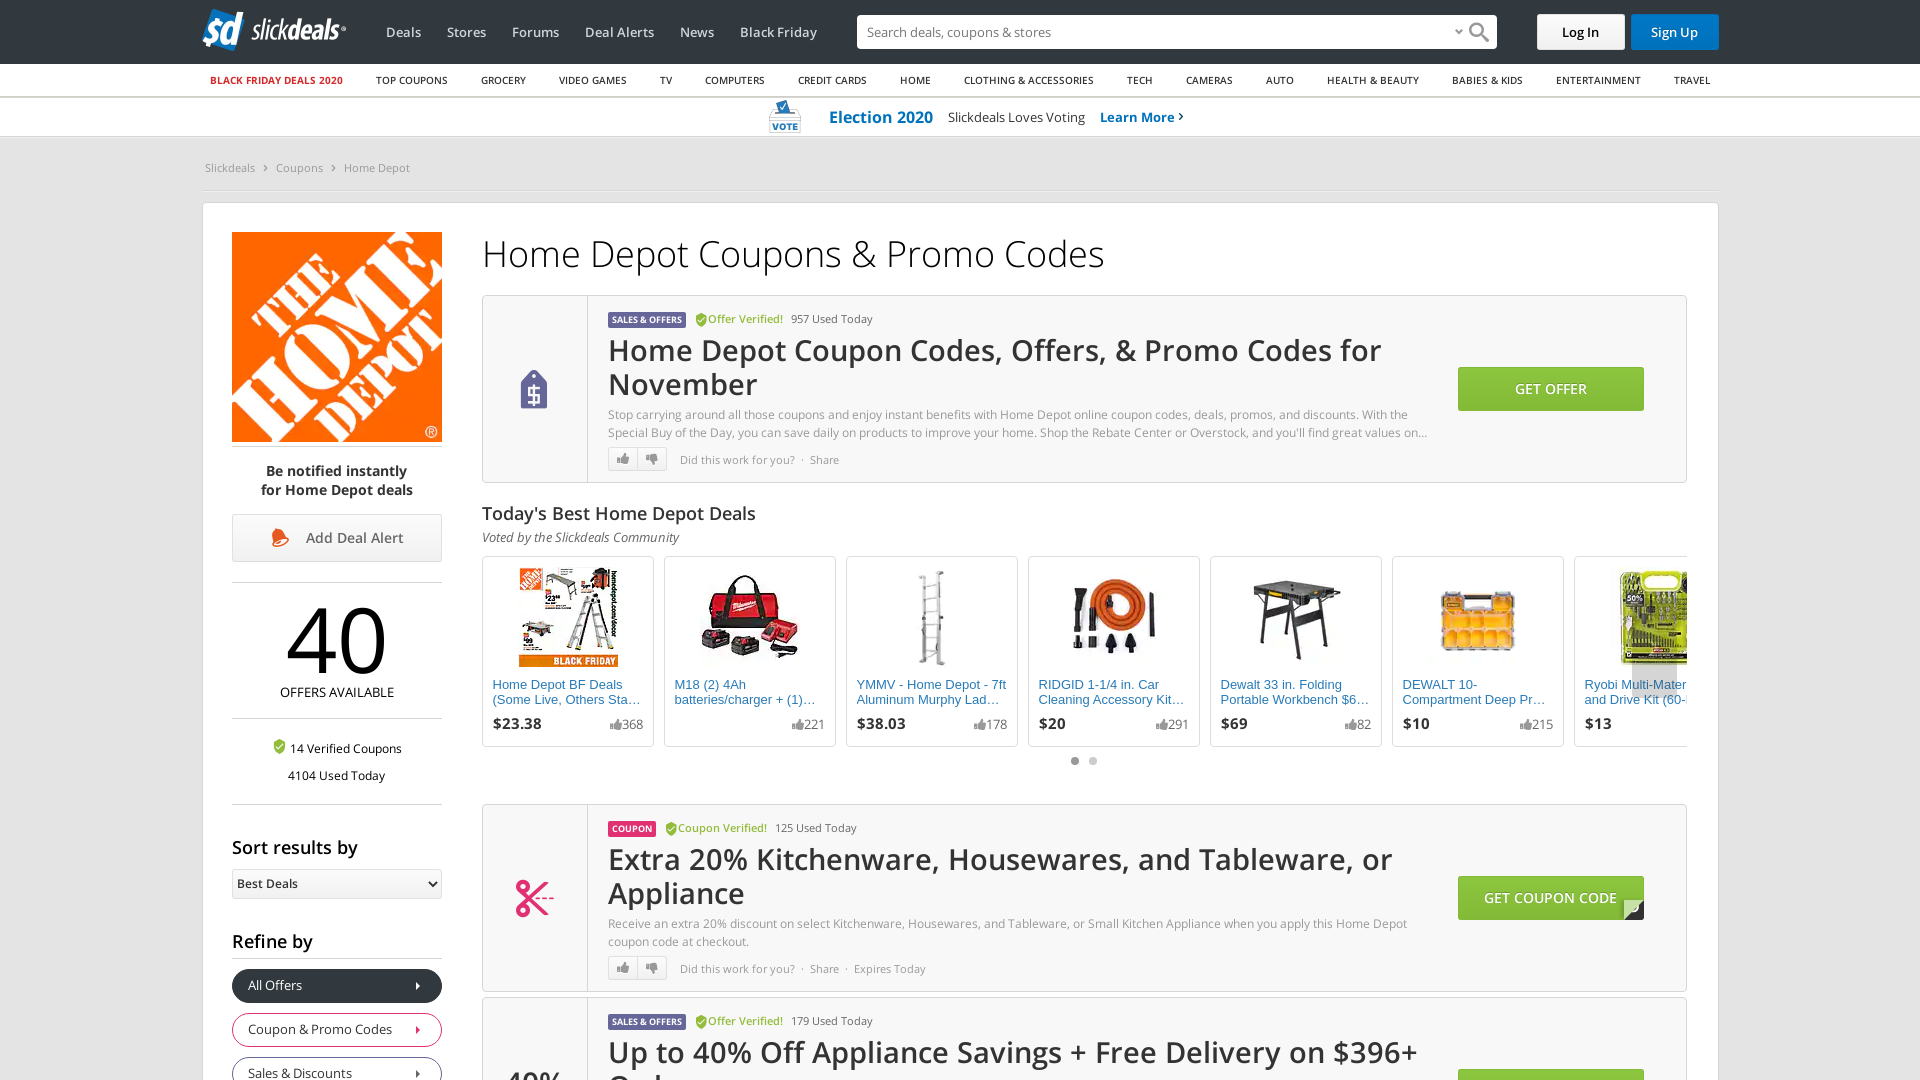 sd slickdeals
Deals
Stores
Forums
Deal Alerts
News
Black Friday
Search deals, coupons & stores
Log In
Sign Up
BLACK FRIDAY DEALS 2020
TOP COUPONS
GROCERY
VIDEO GAMES
TV
COMPUTERS
CREDIT CARDS
HOME
CLOTHING & ACCESSORIES
TECH
CAMERAS
AUTO
HEALTH & BEAUTY
BABIES & KIDS
ENTERTAINMENT
TRAVEL
VOTE
Election 2020 Slickdeals Loves Voting Learn More
Slickdeals
Coupons
Home Depot
THE
HOME
DEPOT
®
Be notified instantly
for Home Depot deals
Add Deal Alert
40
OFFERS AVAILABLE
14 Verified Coupons
4104 Used Today
Sort results by
Best Deals
Refine by
All Offers
Coupon & Promo Codes
Sales & Discounts
Home Depot Coupons & Promo Codes
SALES & OFFERS Offer Verified! 957 Used Today
Home Depot Coupon Codes, Offers, & Promo Codes for
November
Stop carrying around all those coupons and enjoy instant benefits with Home Depot online coupon codes, deals, promos, and discounts. With the
Special Buy of the Day, you can save daily on products to improve your home. Shop the Rebate Center or Overstock, and you'll find great values on...
Did this work for you? · Share
GET OFFER
Today's Best Home Depot Deals
Voted by the Slickdeals Community
homedepot.com/decor
BLACK FRIDAY
Home Depot BF Deals
(Some Live, Others Sta…
$23.38
368
Milwaukee
M18 (2) 4Ah
batteries/charger + (1)…
221
YMMV - Home Depot - 7ft
Aluminum Murphy Lad…
$38.03
178
RIDGID 1-1/4 in. Car
Cleaning Accessory Kit…
$20
291
Dewalt 33 in. Folding
Portable Workbench $6…
$69
82
DEWALT 10-
Compartment Deep Pr…
$10
215
50%
Ryobi Multi-Mater
and Drive Kit (60-
$13
COUPON Coupon Verified! 125 Used Today
Extra 20% Kitchenware, Housewares, and Tableware, or
Appliance
Receive an extra 20% discount on select Kitchenware, Housewares, and Tableware, or Small Kitchen Appliance when you apply this Home Depot
coupon code at checkout.
Did this work for you? · Share · Expires Today
GET COUPON CODE
SALES & OFFERS Offer Verified! 179 Used Today
Up to 40% Off Appliance Savings + Free Delivery on $396+
40%